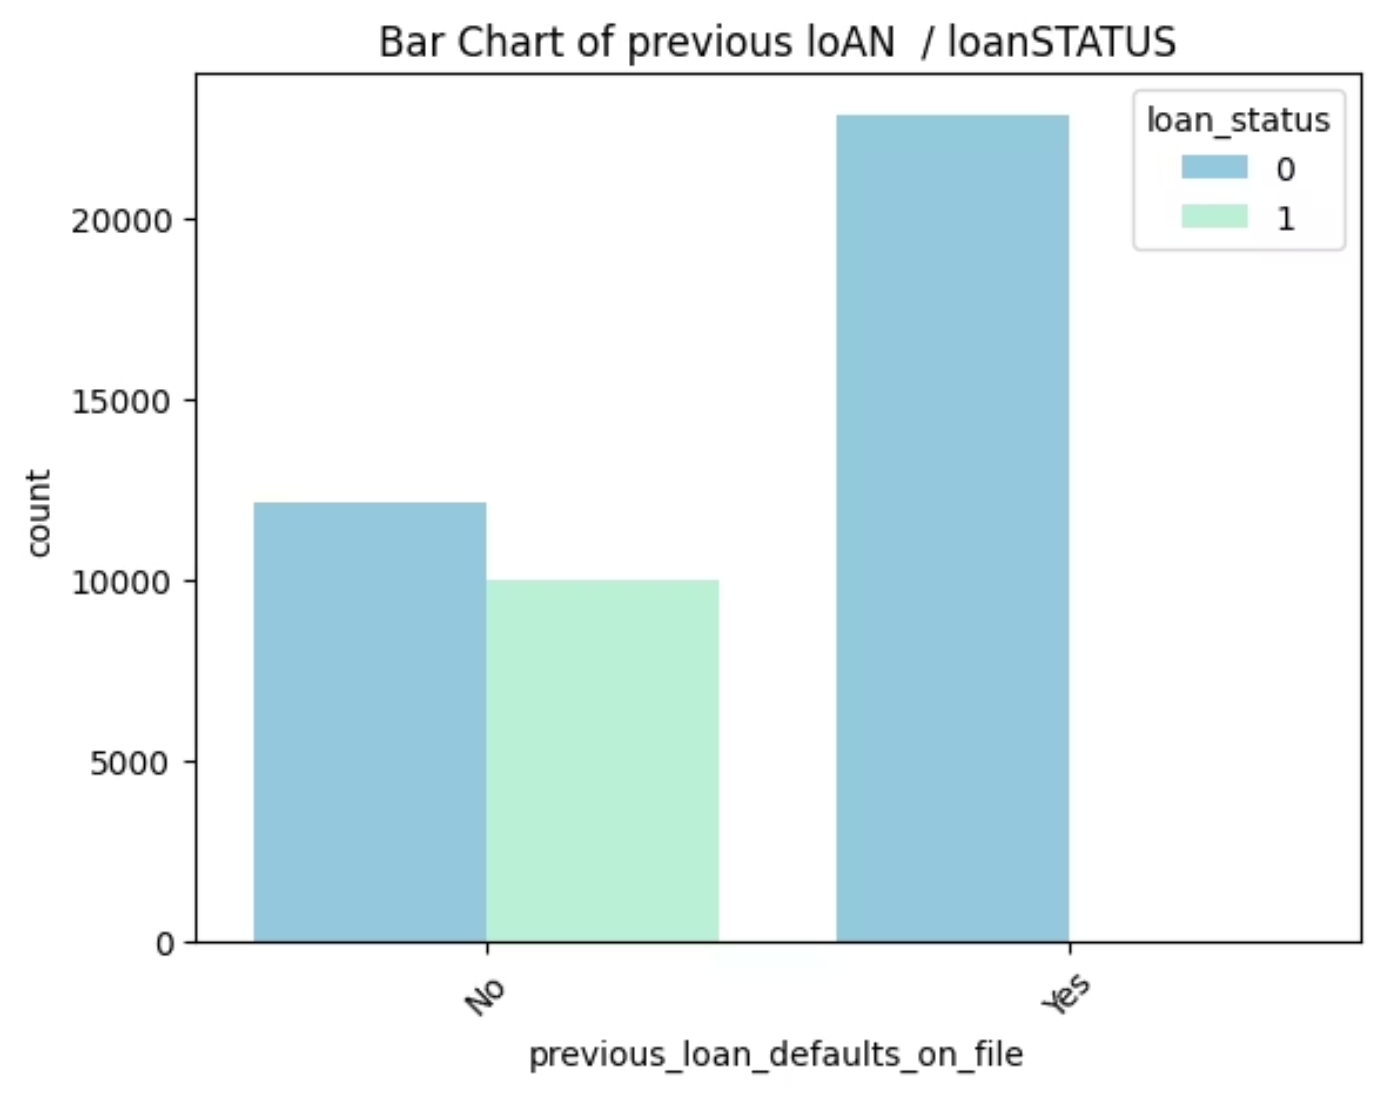 Bar Chart of previous loAN  / loanSTATUS
loan_status
0
1
20000
15000
10000
5000
0
count
No
Yes
previous_loan_defaults_on_file